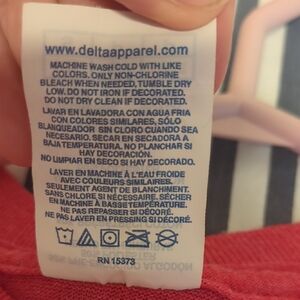 www.deltaapparel.com
MACHINE WASH COLD WITH LIKE
COLORS. ONLY NON-CHLORINE
BLEACH WHEN NEEDED, TUMBLE DRY
LOW. DO NOT IRON IF DECORATED.
DO NOT DRY CLEAN IF DECORATED.
LAVAR EN LAVADORA CON AGUA FRIA
CON COLORES SIMILARES. SÓLO
BLANQUEADOR SIN CLORO CUANDO SEA
NECESARIO. SECAR EN SECADORA A
BAJA TEMPERATURA. NO PLANCHAR SI
HAY DECORACIÓN.
NO LIMPIAR EN SECO SI HAY DECORADO.
LAVER EN MACHINE À L'EAU FROIDE
AVEC COULEURS SIMILAIRES.
SEULEMENT AGENT DE BLANCHIMENT.
SANS CHLORE SI NÉCESSAIRE. SÉCHER
EN MACHINE À BASSE TEMPÉRATURE.
NE PAS REPASSER SI DÉCORÉ.
NE PAS LAVER EN PRESSING SI DÉCORÉ.
RN 15373